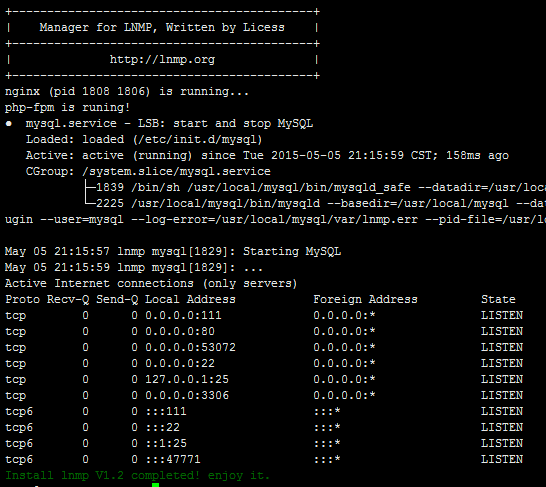 +-------------------------------------------+
|    Manager for LNMP, Written by Licess    |
+-------------------------------------------+
|              http://lnmp.org              |
+-------------------------------------------+
nginx (pid 1808 1806) is running...
php-fpm is runing!
● mysql.service - LSB: start and stop MySQL
   Loaded: loaded (/etc/init.d/mysql)
   Active: active (running) since Tue 2015-05-05 21:15:59 CST; 158ms ago
   CGroup: /system.slice/mysql.service
           ├─1839 /bin/sh /usr/local/mysql/bin/mysqld_safe --datadir=/usr/loca
           └─2225 /usr/local/mysql/bin/mysqld --basedir=/usr/local/mysql --dat
ugin --user=mysql --log-error=/usr/local/mysql/var/lnmp.err --pid-file=/usr/lo
May 05 21:15:57 lnmp mysql[1829]: Starting MySQL
May 05 21:15:59 lnmp mysql[1829]: ...
Active Internet connections (only servers)
Proto Recv-Q Send-Q Local Address           Foreign Address         State
tcp        0      0 0.0.0.0:111             0.0.0.0:*               LISTEN
tcp        0      0 0.0.0.0:80              0.0.0.0:*               LISTEN
tcp        0      0 0.0.0.0:53072           0.0.0.0:*               LISTEN
tcp        0      0 0.0.0.0:22              0.0.0.0:*               LISTEN
tcp        0      0 127.0.0.1:25            0.0.0.0:*               LISTEN
tcp        0      0 0.0.0.0:3306            0.0.0.0:*               LISTEN
tcp6       0      0 :::111                  :::*                    LISTEN
tcp6       0      0 :::22                   :::*                    LISTEN
tcp6       0      0 ::1:25                  :::*                    LISTEN
tcp6       0      0 :::47771                :::*                    LISTEN
Install lnmp V1.2 completed! enjoy it.